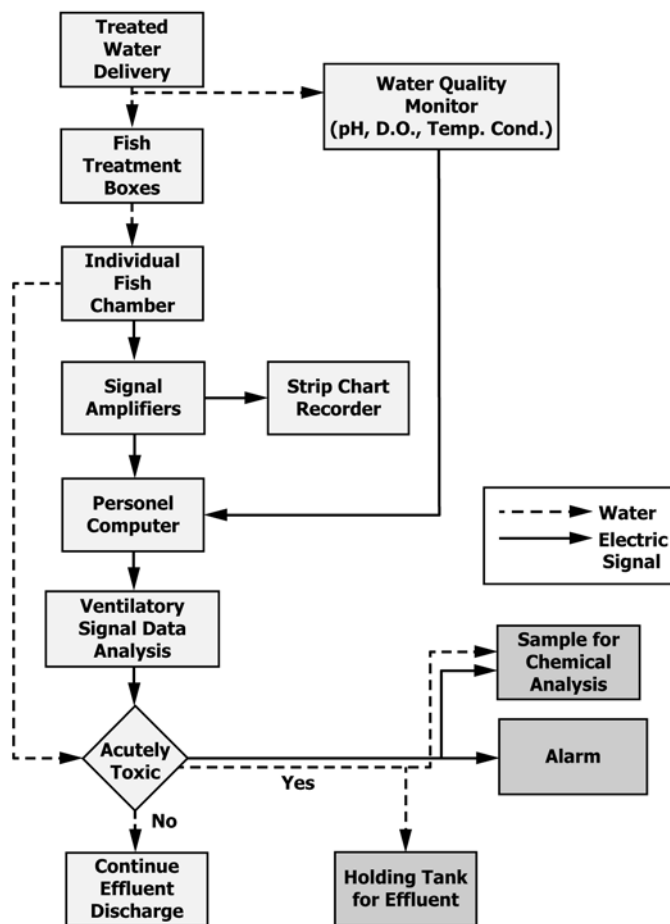 Treated
Water
Delivery
Water Quality
Monitor
(pH, D.O., Temp. Cond.)
Fish
Treatment
Boxes
Individual
Fish
Chamber
Signal
Amplifiers
Strip Chart
Recorder
Personel
Computer
Water
Electric
Signal
Ventilatory
Signal Data
Analysis
Sample for
Chemical
Analysis
Acutely
Toxic
Alarm
Yes
No
Continue
Effluent
Discharge
Holding Tank
for Effluent